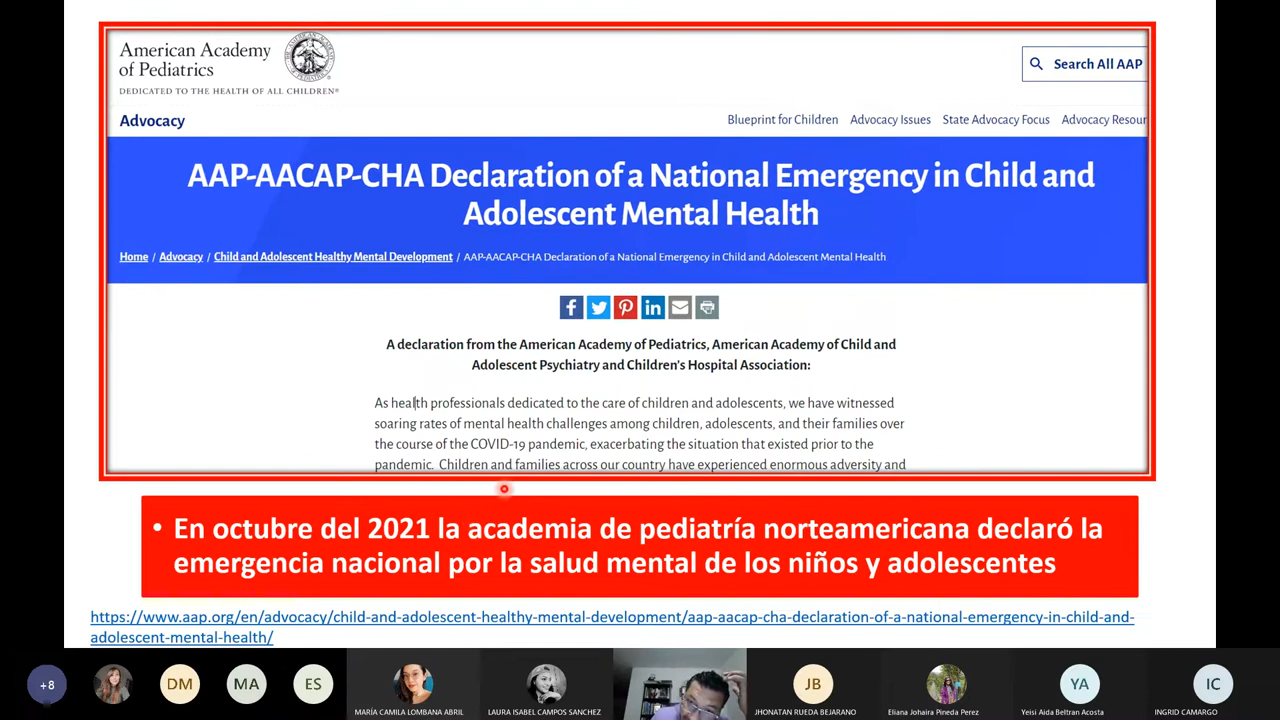 American Academy
of Pediatrics
DEDICATED TO THE HEALTH OF ALL CHILDREN®
Search All AAP
Advocacy
Blueprint for Children Advocacy Issues State Advocacy Focus Advocacy Resour
AAP-AACAP-CHA Declaration of a National Emergency in Child and
Adolescent Mental Health
Home / Advocacy / Child and Adolescent Healthy Mental Development / AAP-AACAP-CHA Declaration of a National Emergency in Child and Adolescent Mental Health
A declaration from the American Academy of Pediatrics, American Academy of Child and
Adolescent Psychiatry and Children's Hospital Association:
As health professionals dedicated to the care of children and adolescents, we have witnessed
soaring rates of mental health challenges among children, adolescents, and their families over
the course of the COVID-19 pandemic, exacerbating the situation that existed prior to the
pandemic. Children and families across our country have experienced enormous adversity and
• En octubre del 2021 la academia de pediatría norteamericana declaró la
emergencia nacional por la salud mental de los niños y adolescentes
https://www.aap.org/en/advocacy/child-and-adolescent-healthy-mental-development/aap-aacap-cha-declaration-of-a-national-emergency-in-child-and-
adolescent-mental-health/
+8 DM MA ES JB YA IC
MARÍA CAMILA LOMBANA ABRIL LAURA ISABEL CAMPOS SANCHEZ JHONATAN RUEDA BEJARANO Eliana Johaira Pineda Perez Yeisi Aida Beltran Acosta INGRID CAMARGO